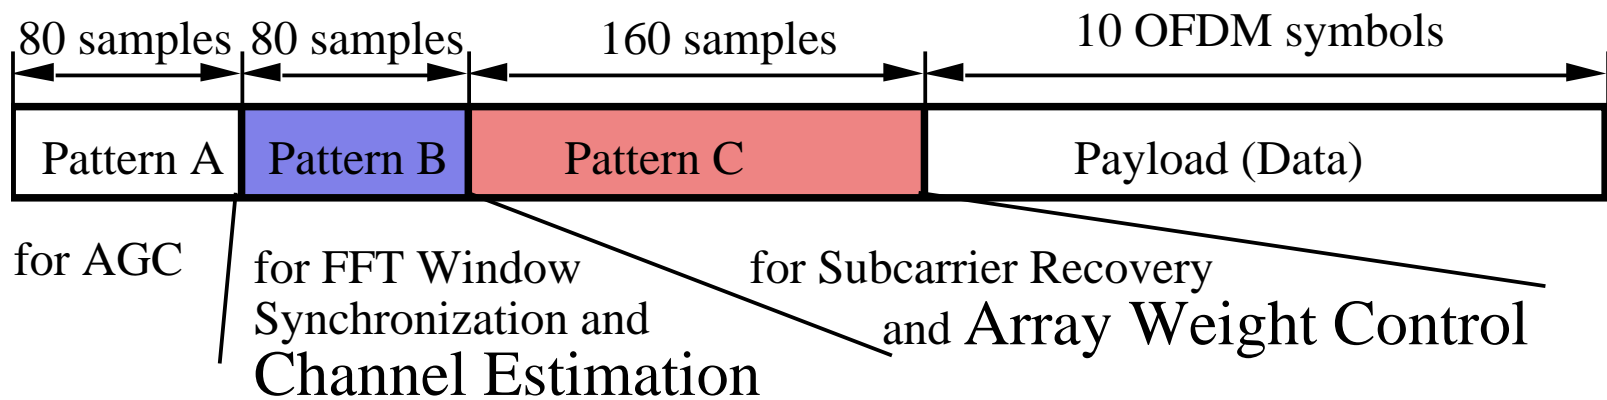 80 samples 80 samples 160 samples 10 OFDM symbols
Pattern A Pattern B Pattern C Payload (Data)
for AGC
for FFT Window
Synchronization and
Channel Estimation
for Subcarrier Recovery
and Array Weight Control